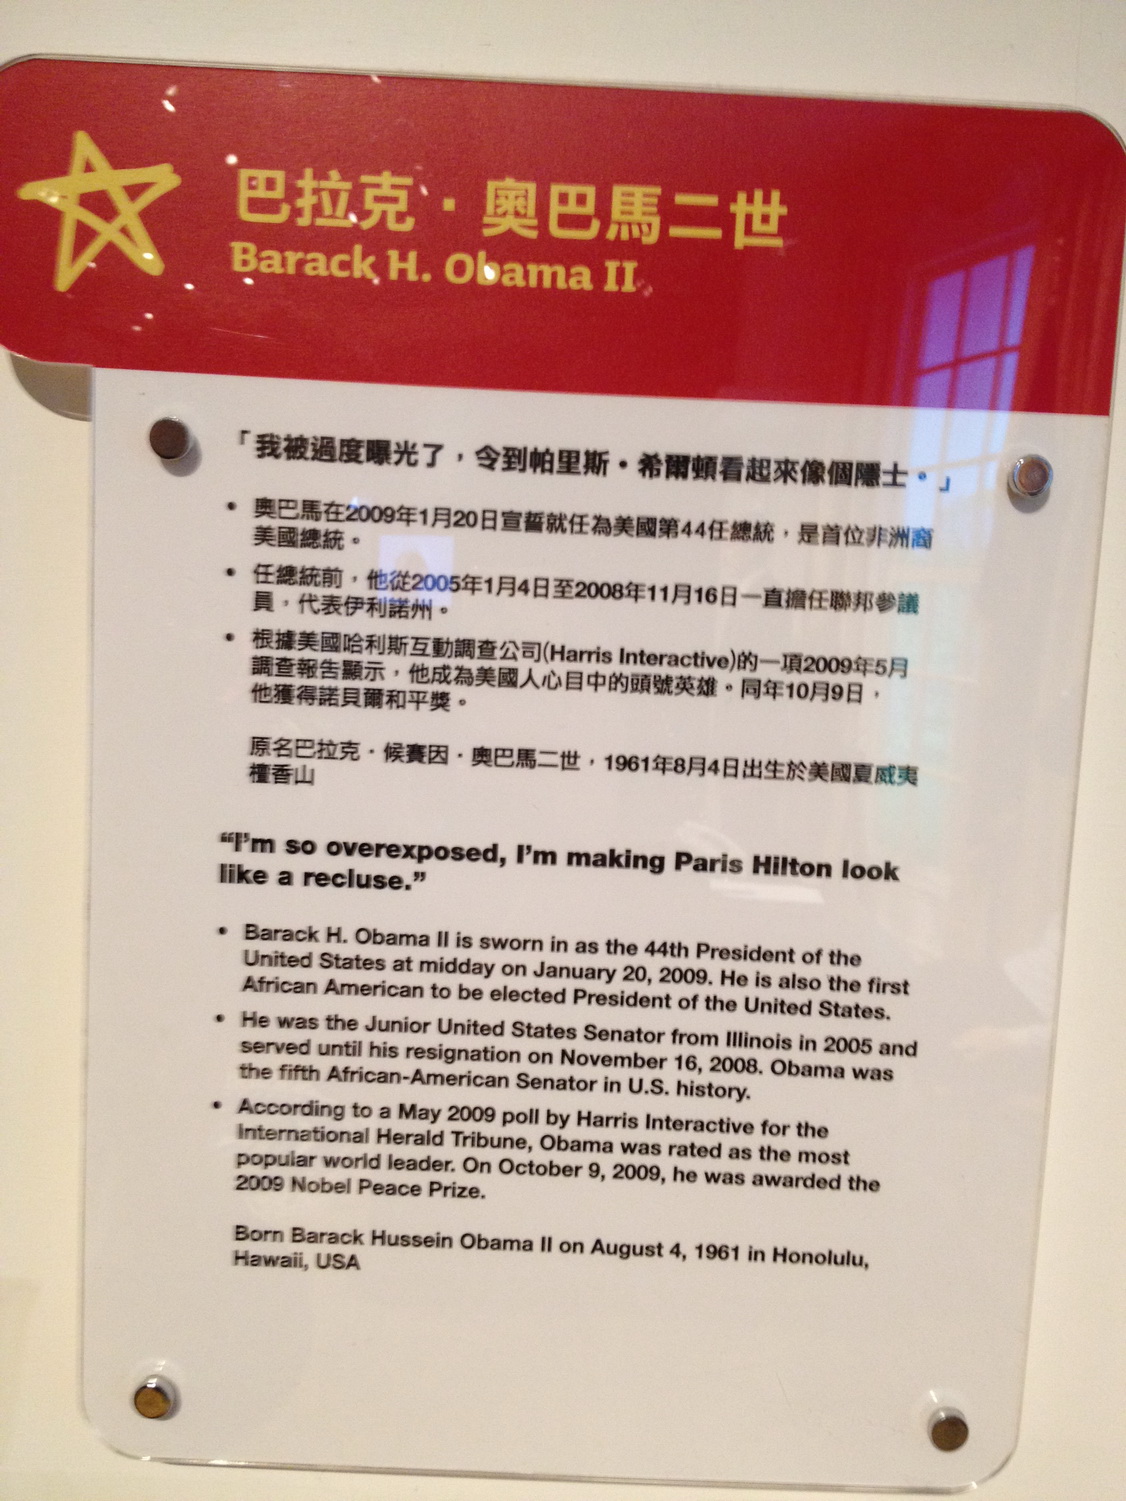 巴拉克·奧巴馬二世
Barack H. Obama II
「我被過度曝光了，令到帕里斯·希爾頓看起來像個隱士。」
• 奧巴馬在2009年1月20日宣誓就任為美國第44任總統，是首位非洲裔
美國總統。
• 任總統前，他從2005年1月4日至2008年11月16日一直擔任聯邦參議
員，代表伊利諾州。
• 根據美國哈利斯互動調查公司(Harris Interactive)的一項2009年5月
調查報告顯示，他成為美國人心目中的頭號英雄。同年10月9日，
他獲得諾貝爾和平獎。
原名巴拉克·候賽因·奧巴馬二世，1961年8月4日出生於美國夏威夷
檀香山
“I’m so overexposed, I’m making Paris Hilton look
like a recluse.”
• Barack H. Obama II is sworn in as the 44th President of the
United States at midday on January 20, 2009. He is also the first
African American to be elected President of the United States.
• He was the Junior United States Senator from Illinois in 2005 and
served until his resignation on November 16, 2008. Obama was
the fifth African-American Senator in U.S. history.
• According to a May 2009 poll by Harris Interactive for the
International Herald Tribune, Obama was rated as the most
popular world leader. On October 9, 2009, he was awarded the
2009 Nobel Peace Prize.
Born Barack Hussein Obama II on August 4, 1961 in Honolulu,
Hawaii, USA